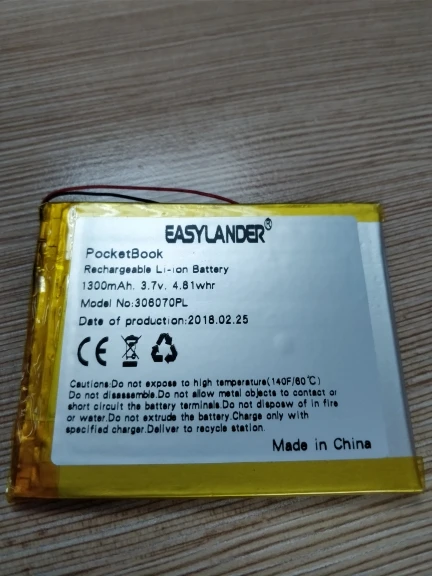 EASYLANDER®
PocketBook
Rechargeable Li-ion Battery
1300mAh. 3.7v. 4.81whr
Model No:306070PL
Date of production:2018.02.25
CE
Cautions:Do not expose to high temperature(140F/60℃)
Do not disassemble.Do not allow metal objects to contact or
short circuit the battery terminals.Do not disposw of in fire
or water.Do not extrude the battery.Charge only with
specified charger.Deliver to recycle station.
Made in China